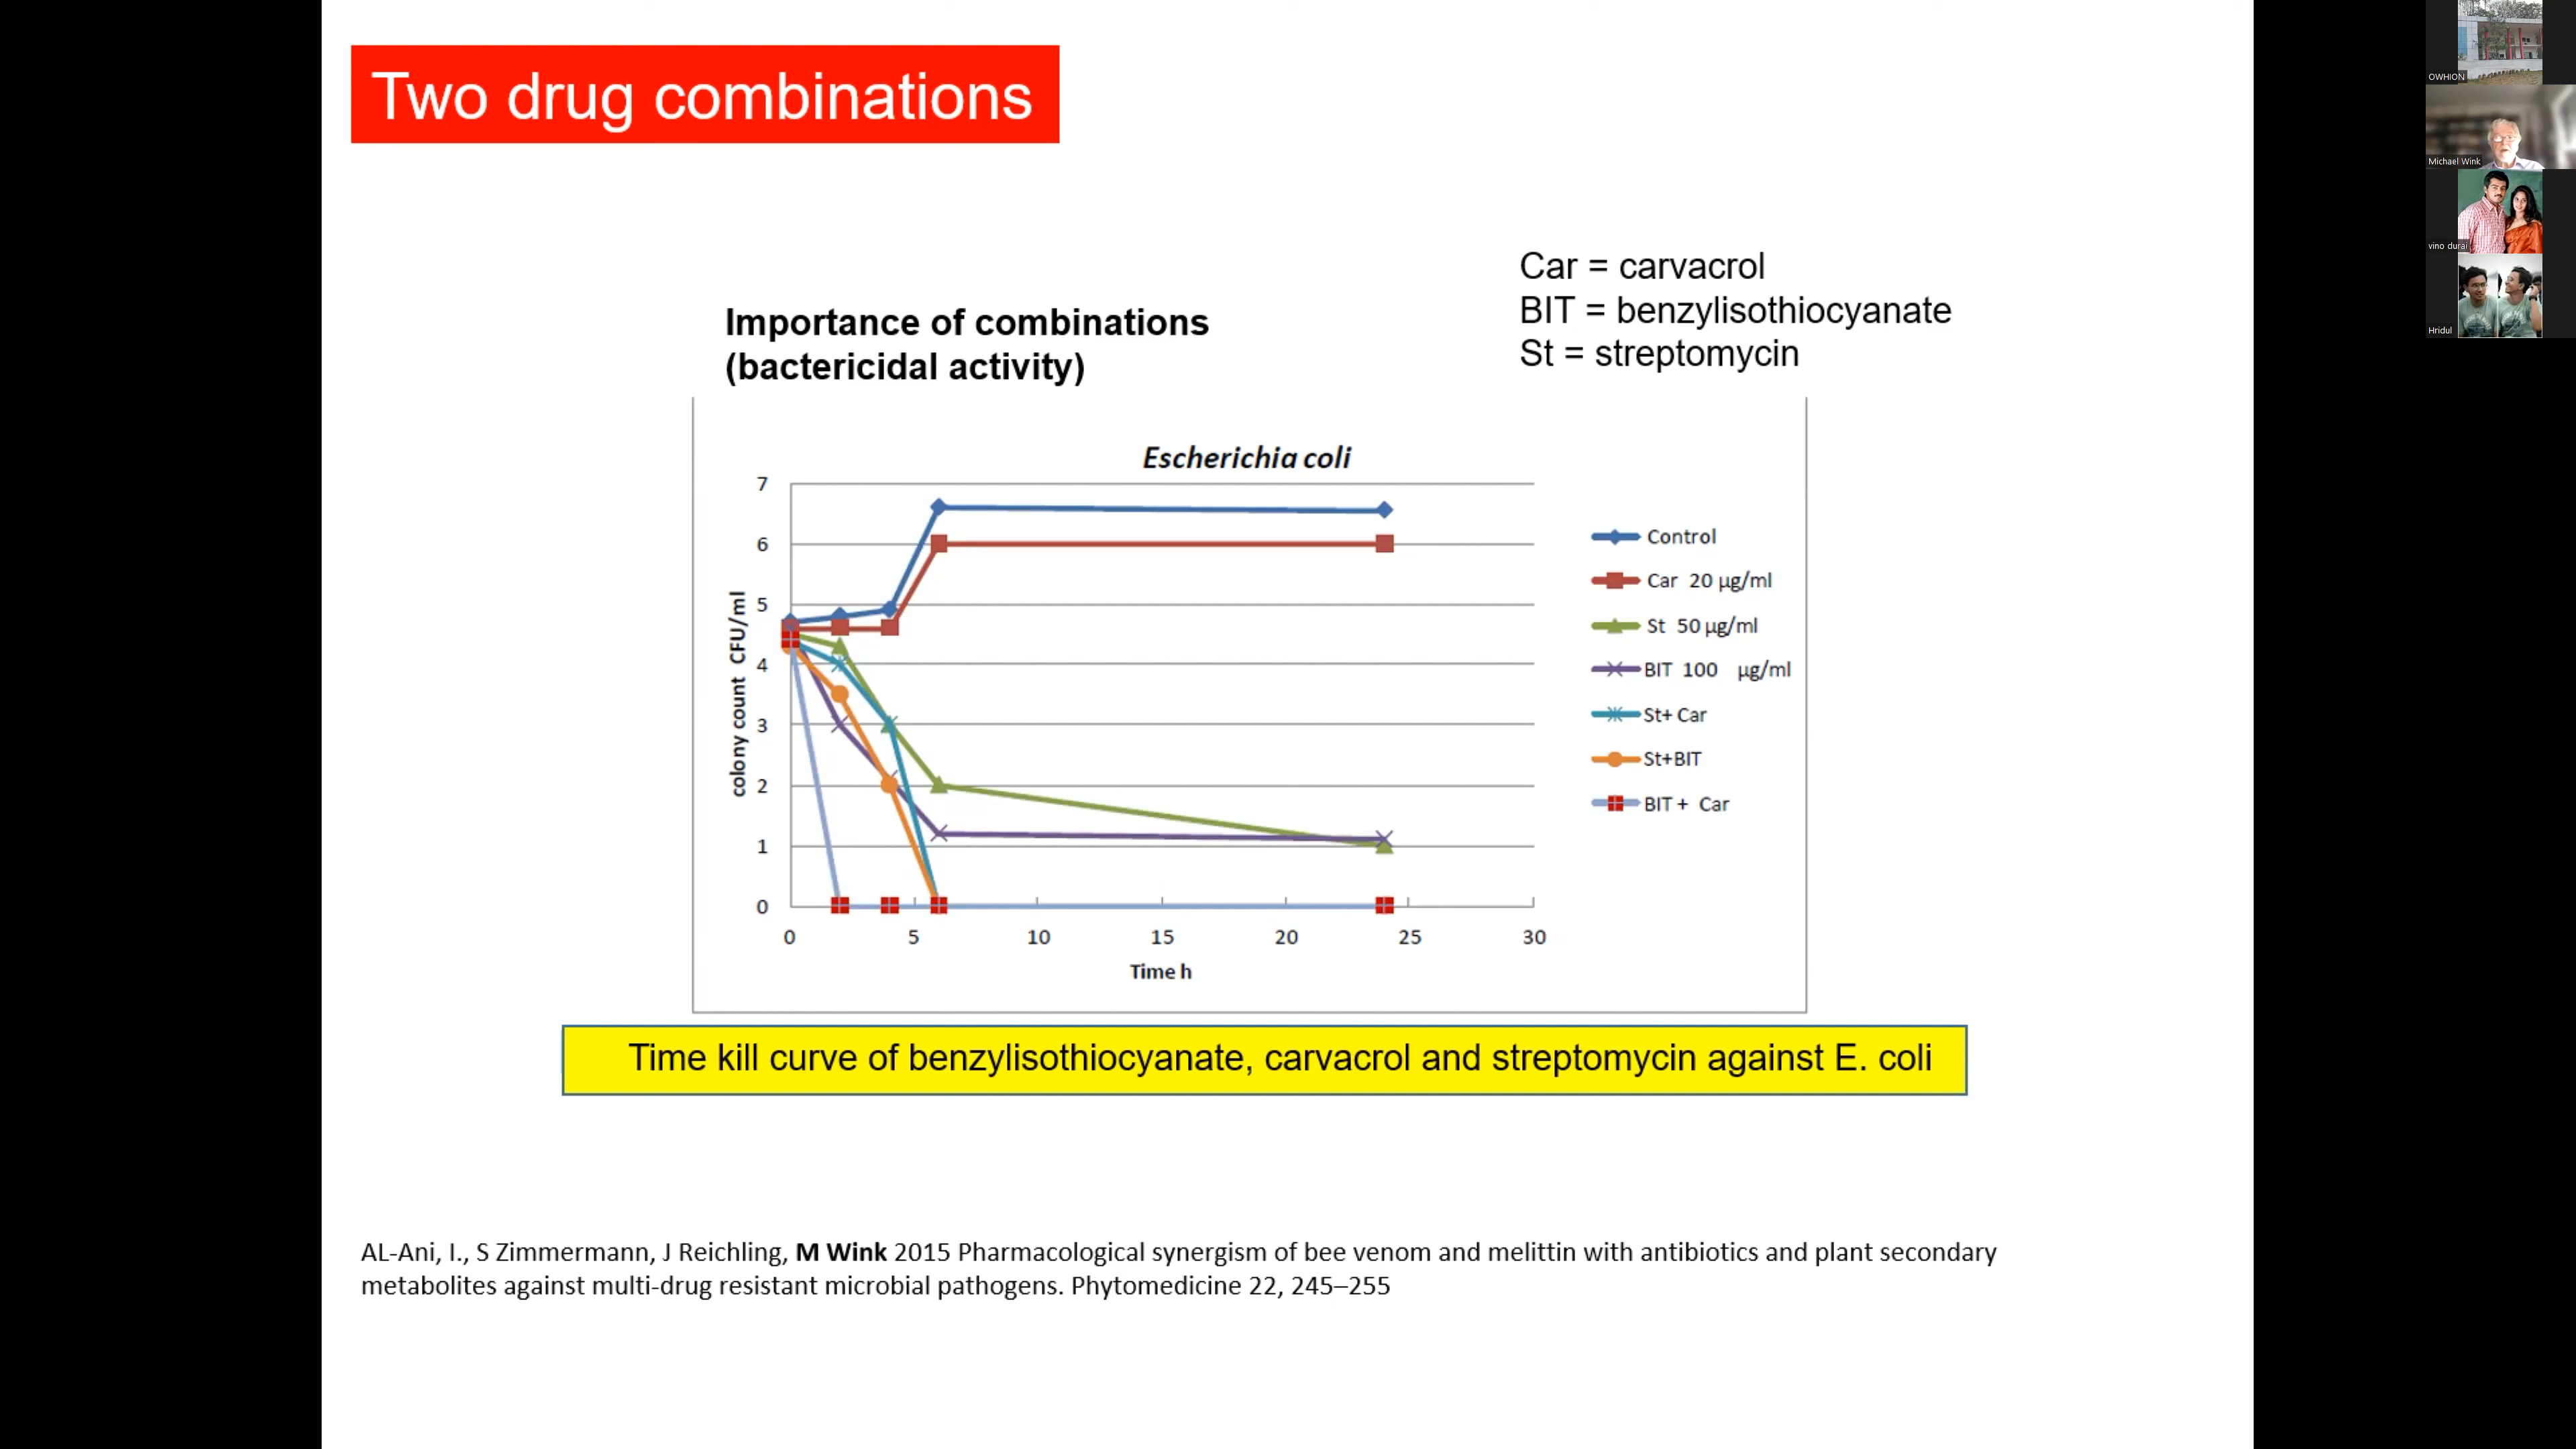 Two drug combinations
OWHION
Michael Wink
vino durai
Hridul
Car = carvacrol
BIT = benzylisothiocyanate
St = streptomycin
Importance of combinations
(bactericidal activity)
Escherichia coli
7
6
5
4
3
2
1
0
colony count CFU/ml
0 5 10 15 20 25 30
Time h
Control
Car 20 µg/ml
St 50 µg/ml
BIT 100 µg/ml
St+ Car
St+BIT
BIT + Car
Time kill curve of benzylisothiocyanate, carvacrol and streptomycin against E. coli
AL-Ani, I., S Zimmermann, J Reichling, M Wink 2015 Pharmacological synergism of bee venom and melittin with antibiotics and plant secondary
metabolites against multi-drug resistant microbial pathogens. Phytomedicine 22, 245–255